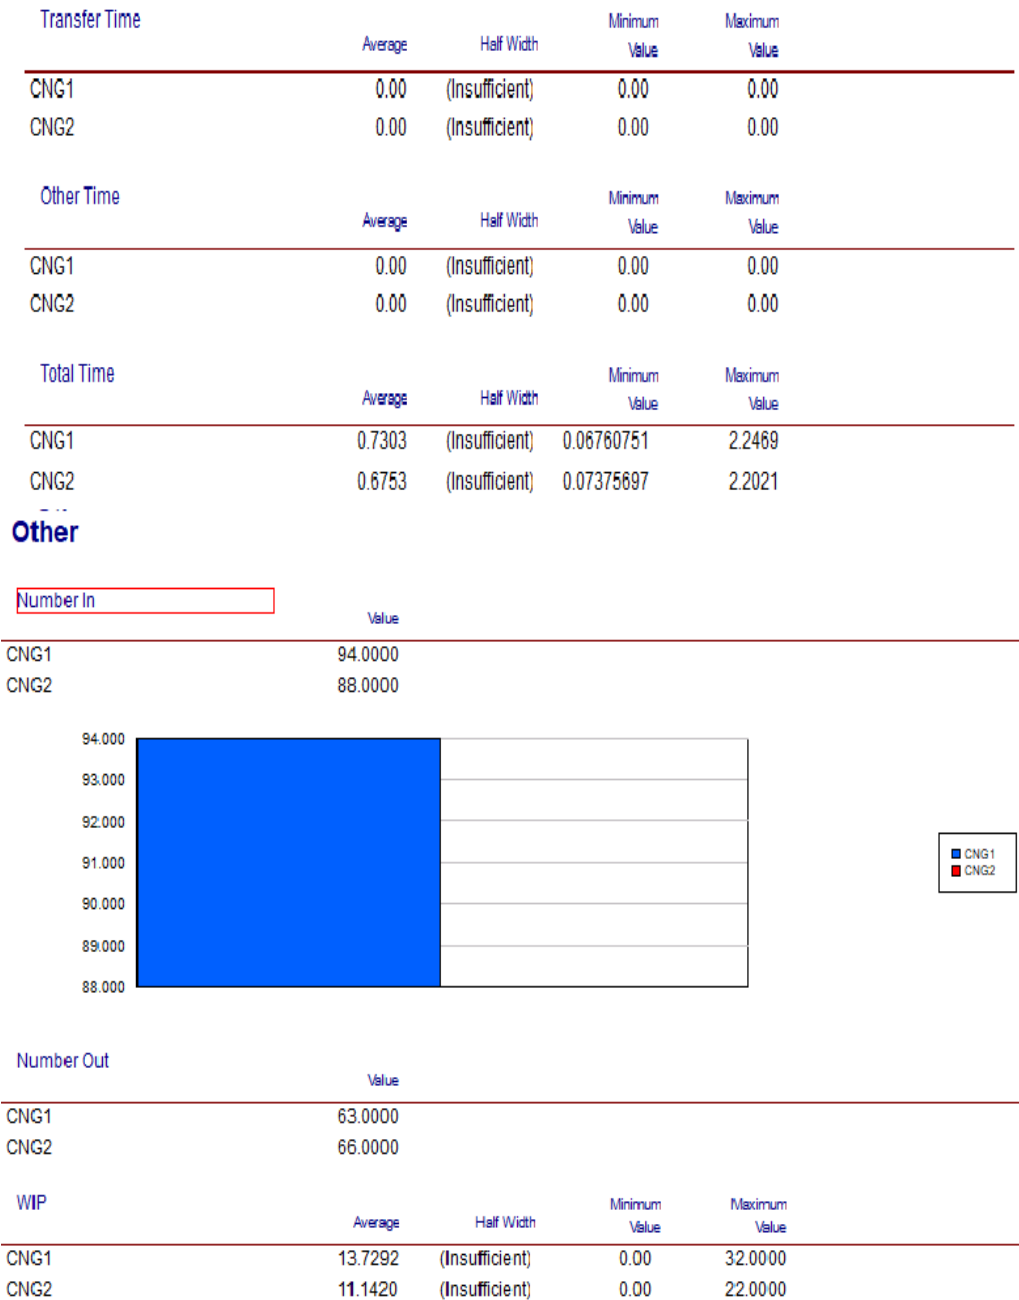 Transfer Time Average Half Width Minimum Value Maximum Value
CNG1 0.00 (Insufficient) 0.00 0.00
CNG2 0.00 (Insufficient) 0.00 0.00
Other Time Average Half Width Minimum Value Maximum Value
CNG1 0.00 (Insufficient) 0.00 0.00
CNG2 0.00 (Insufficient) 0.00 0.00
Total Time Average Half Width Minimum Value Maximum Value
CNG1 0.7303 (Insufficient) 0.06760751 2.2469
CNG2 0.6753 (Insufficient) 0.07375697 2.2021
Other
Number In Value
CNG1 94.0000
CNG2 88.0000
94.000
93.000
92.000
91.000
90.000
89.000
88.000
CNG1
CNG2
Number Out Value
CNG1 63.0000
CNG2 66.0000
WIP Average Half Width Minimum Value Maximum Value
CNG1 13.7292 (Insufficient) 0.00 32.0000
CNG2 11.1420 (Insufficient) 0.00 22.0000